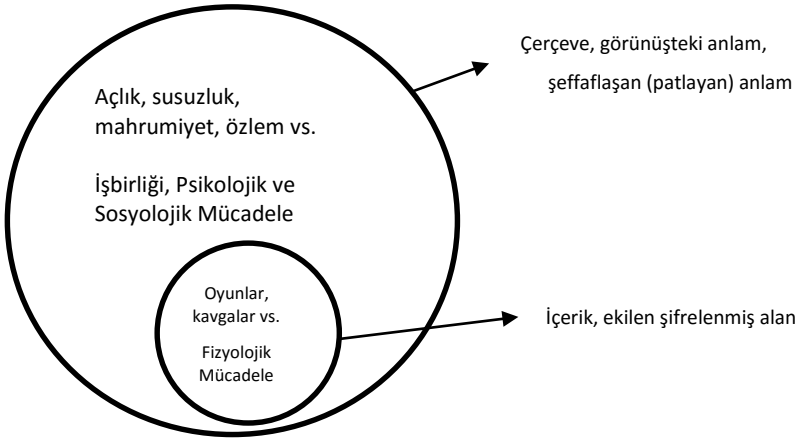 Çerçeve, görünüşteki anlam,
şeffaflaşan (patlayan) anlam
Açlık, susuzluk,
mahrumiyet, özlem vs.
İşbirliği, Psikolojik ve
Sosyolojik Mücadele
Oyunlar,
kavgalar vs.
Fizyolojik
Mücadele
İçerik, ekilen şifrelenmiş alan